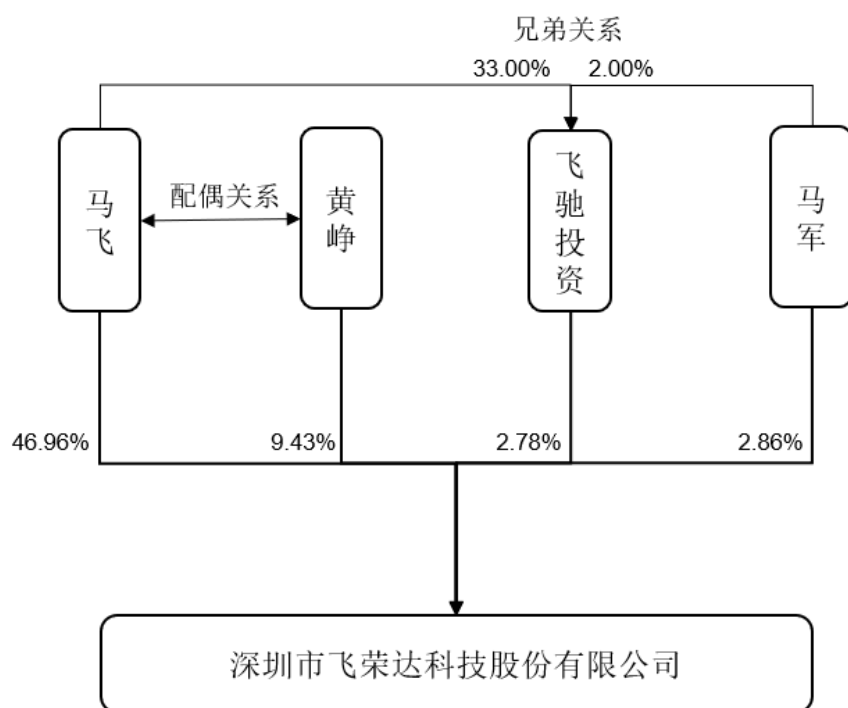 兄弟关系
33.00% 2.00%
马飞
配偶关系
黄峥
飞驰投资
马军
46.96%
9.43%
2.78%
2.86%
深圳市飞荣达科技股份有限公司